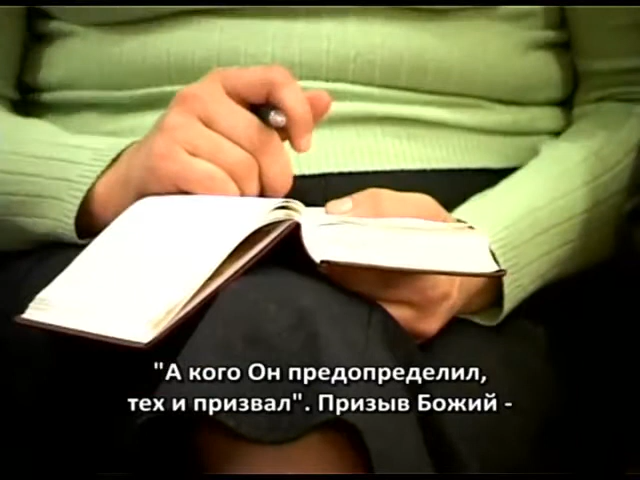 "А кого Он предопределил,
тех и призвал". Призыв Божий -